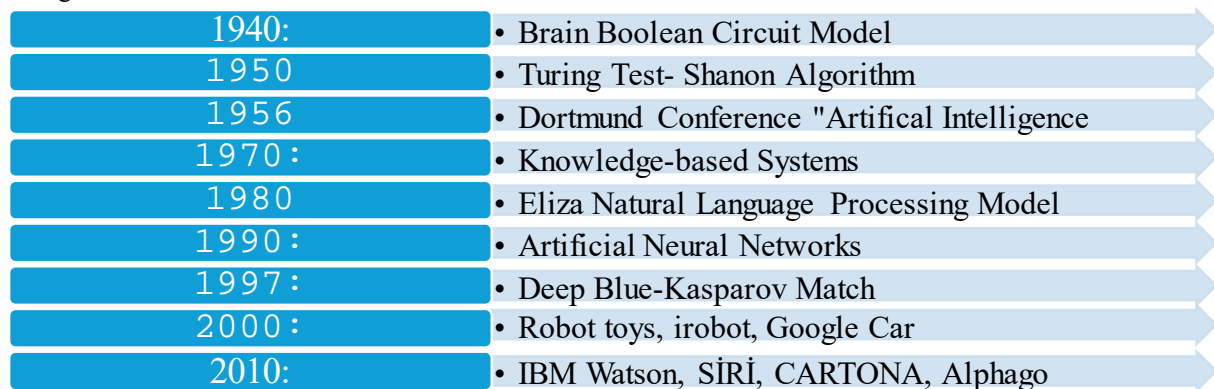 1940:
• Brain Boolean Circuit Model
1950
• Turing Test- Shanon Algorithm
1956
• Dortmund Conference "Artifical Intelligence
1970:
• Knowledge-based Systems
1980
• Eliza Natural Language Processing Model
1990:
• Artificial Neural Networks
1997:
• Deep Blue-Kasparov Match
2000:
• Robot toys, irobot, Google Car
2010:
• IBM Watson, SİRİ, CARTONA, Alphago